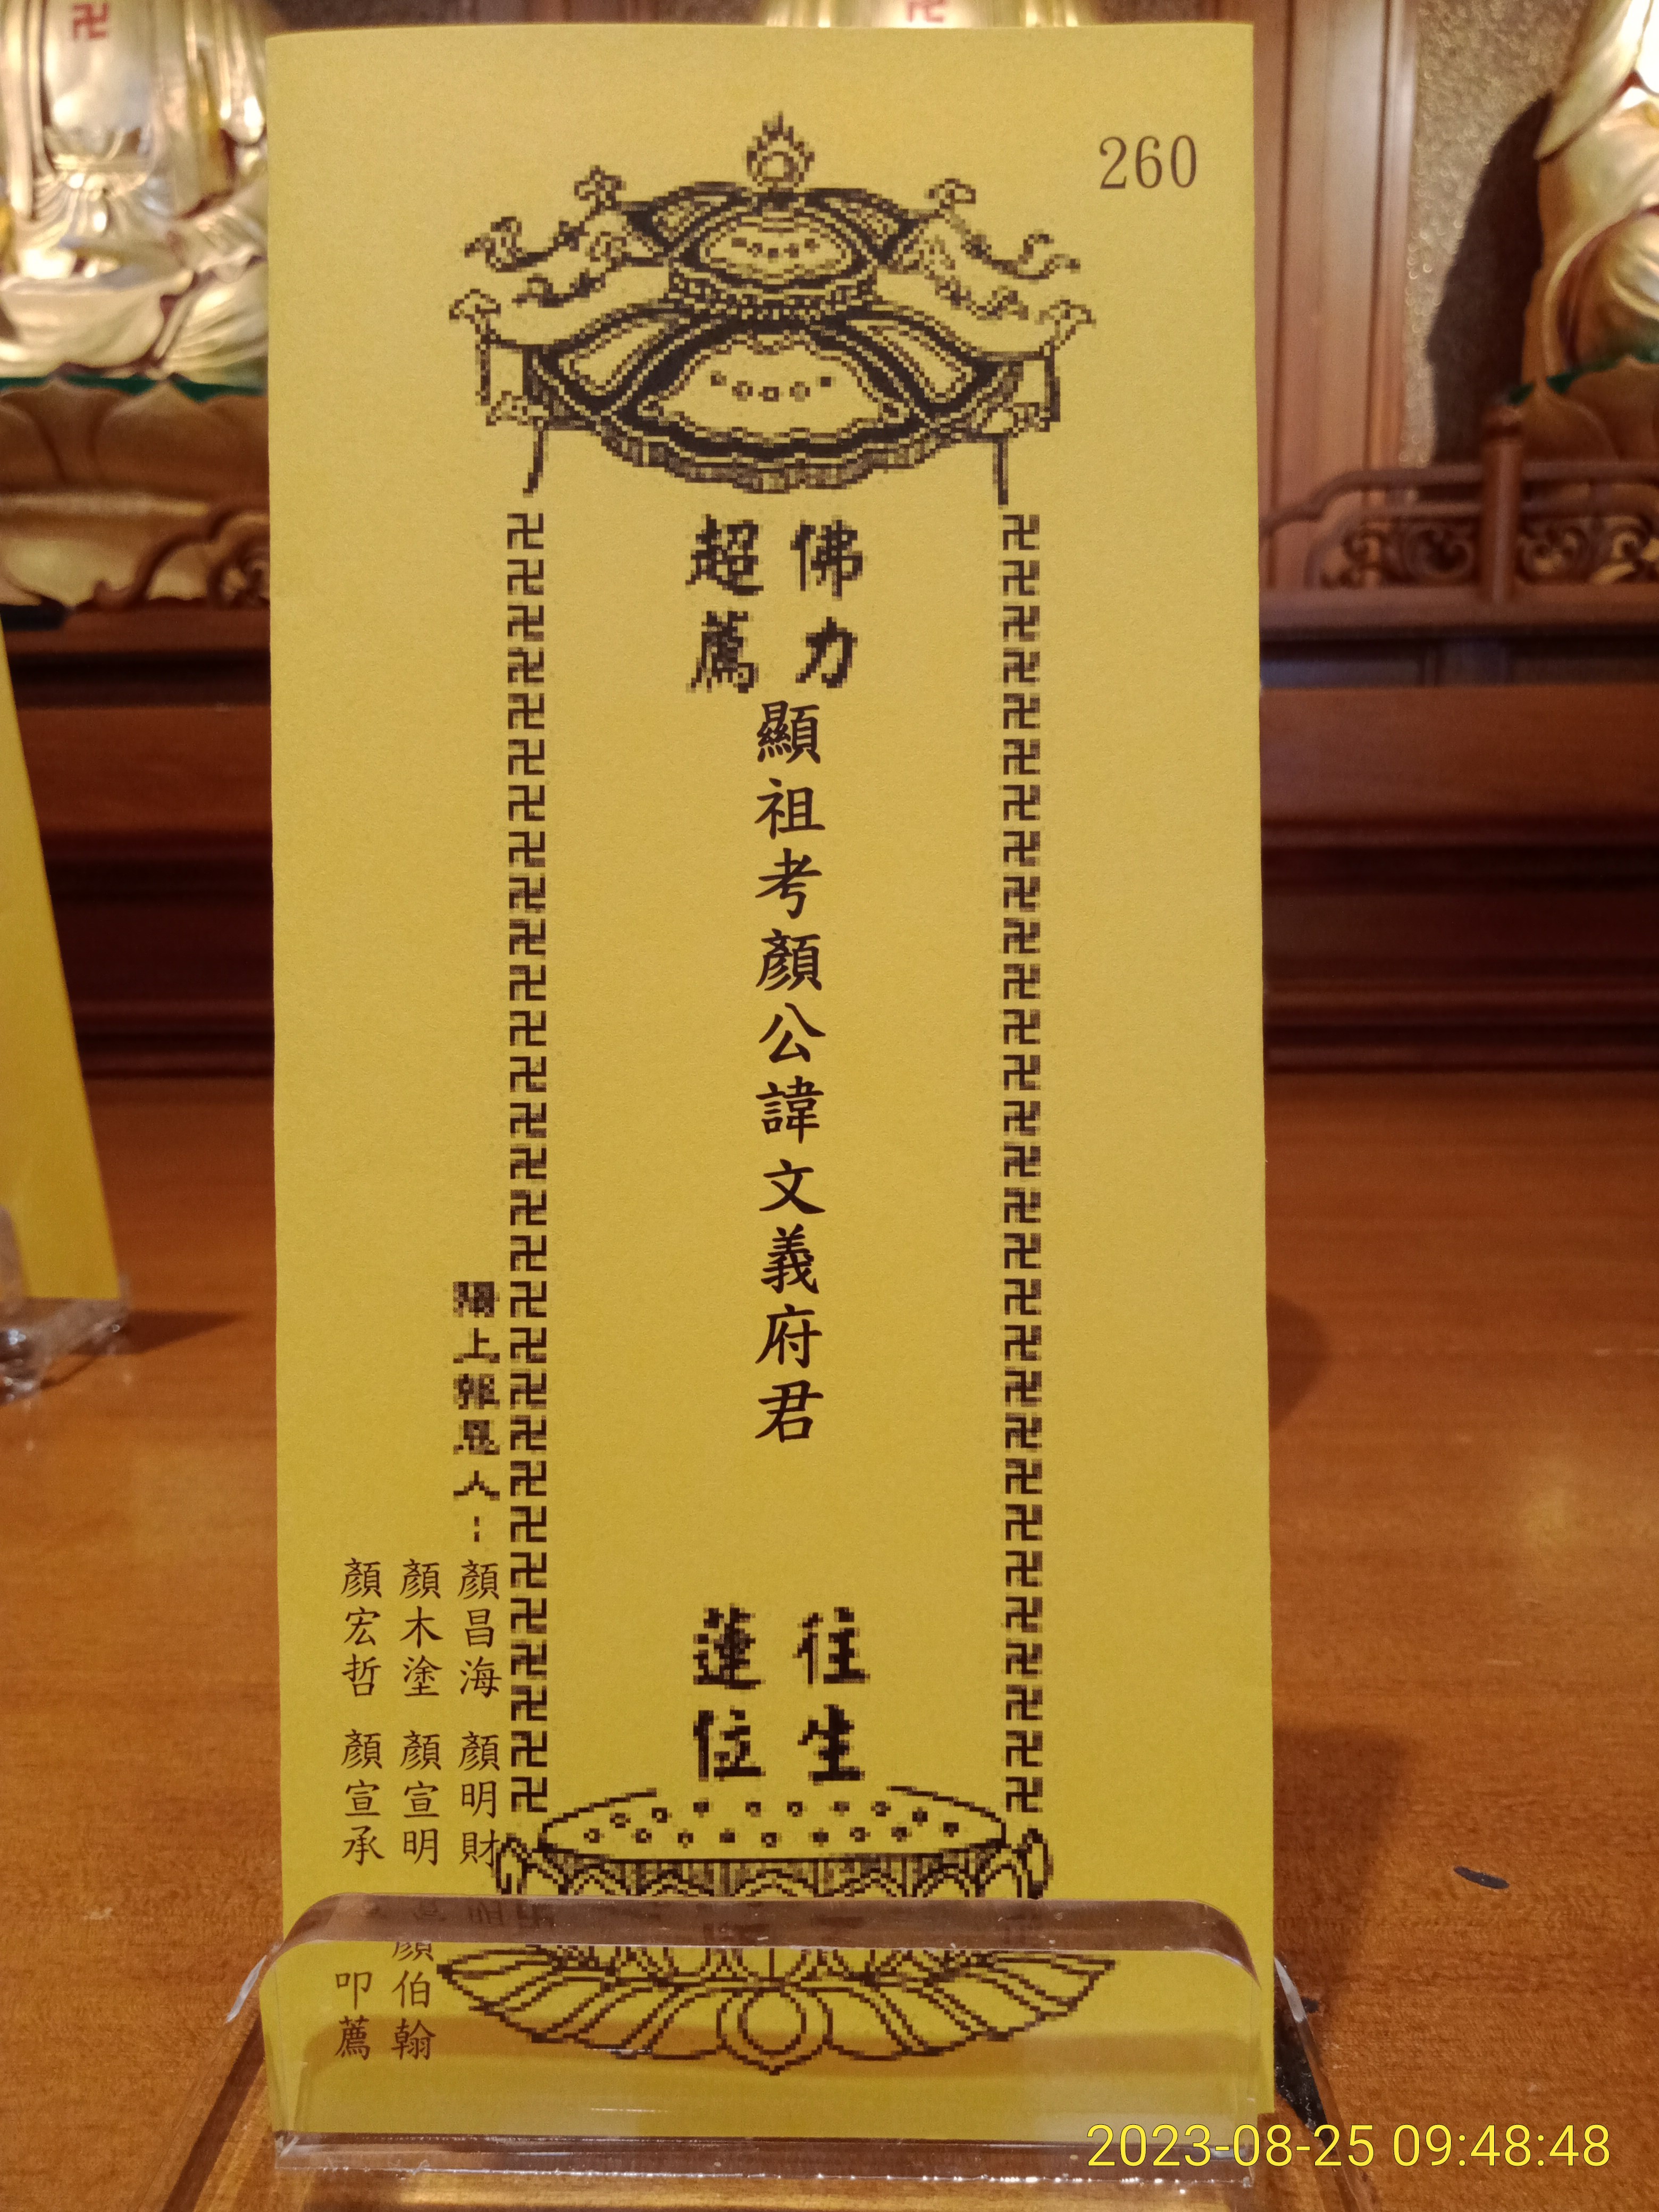 260
佛力
超薦
顯祖考顏公諱文義府君
往生
蓮位
陽上報恩人：
顏昌海 顏明財
顏木塗 顏宣明 顏伯翰
顏宏哲 顏宣承 叩薦
2023-08-25 09:48:48